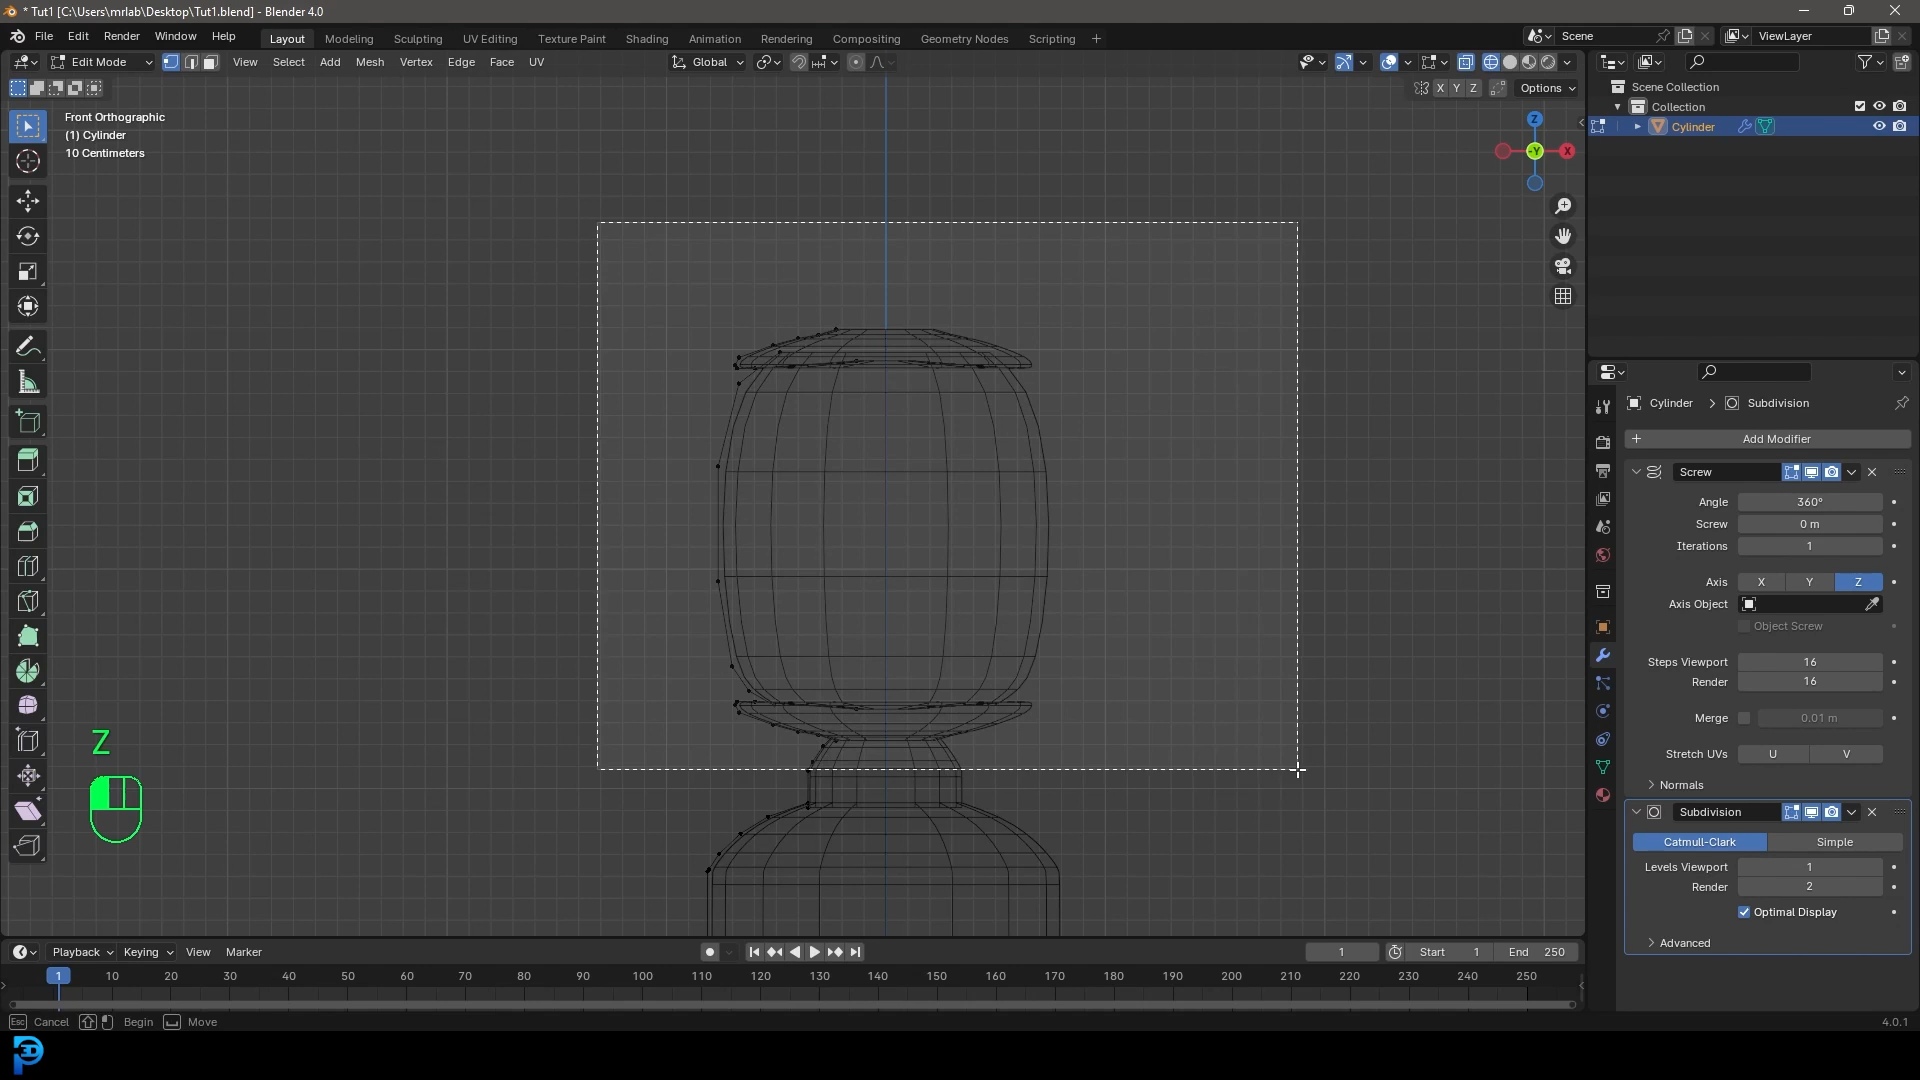 * Tut1 [C:\Users\mrlab\Desktop\Tut1.blend] - Blender 4.0
File Edit Render Window Help
Layout Modeling Sculpting UV Editing Texture Paint Shading Animation Rendering Compositing Geometry Nodes Scripting +
Scene
ViewLayer
Edit Mode View Select Add Mesh Vertex Edge Face UV
Global
X Y Z Options
Front Orthographic
(1) Cylinder
10 Centimeters
Z
-Y X
Scene Collection
Collection
Cylinder
Cylinder > Subdivision
+ Add Modifier
Screw
Angle 360°
Screw 0 m
Iterations 1
Axis X Y Z
Axis Object
Object Screw
Steps Viewport 16
Render 16
Merge 0.01 m
Stretch UVs U V
Normals
Subdivision
Catmull-Clark Simple
Levels Viewport 1
Render 2
Optimal Display
Advanced
Z
Playback Keying View Marker
1 Start 1 End 250
1 10 20 30 40 50 60 70 80 90 100 110 120 130 140 150 160 170 180 190 200 210 220 230 240 250
Esc Cancel Begin Move
4.0.1
3D